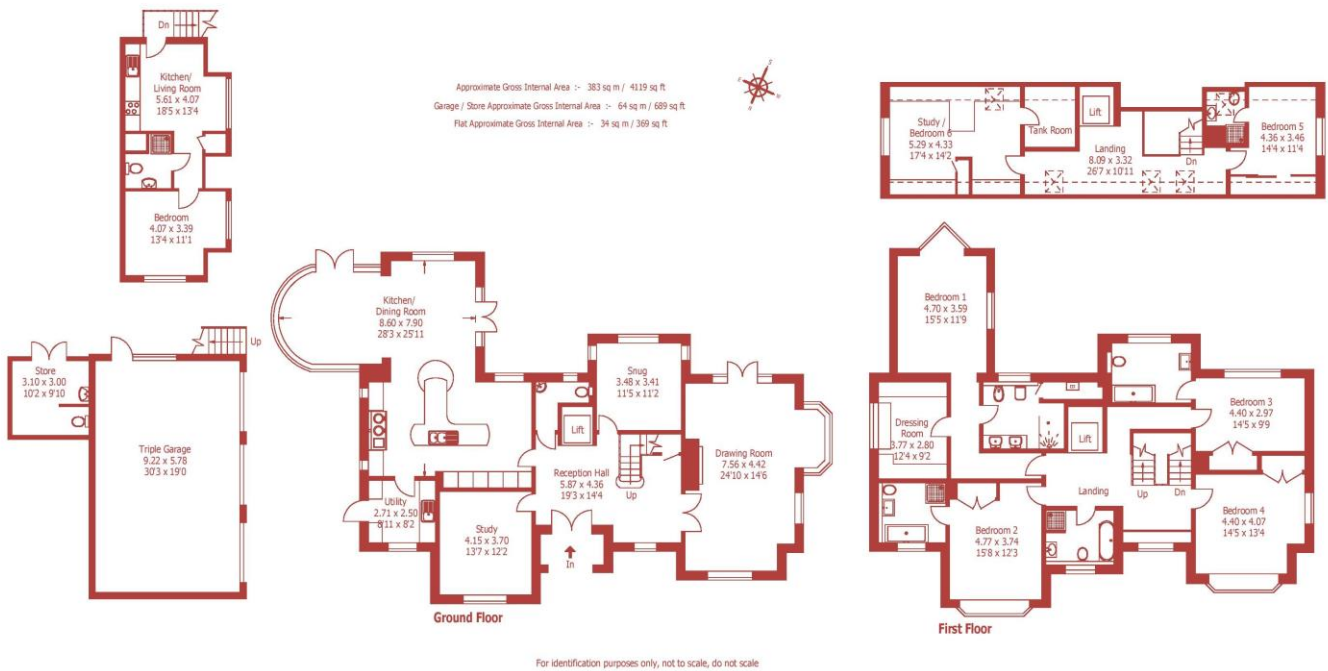 Dn
Kitchen/
Living Room
5.61 x 4.07
18'5 x 13'4
Bedroom
4.07 x 3.39
13'4 x 11'1
Approximate Gross Internal Area :- 383 sq m / 4119 sq ft
Garage / Store Approximate Gross Internal Area :- 64 sq m / 689 sq ft
Flat Approximate Gross Internal Area :- 34 sq m / 369 sq ft
Study /
Bedroom 6
5.29 x 4.33
17'4 x 14'2
Tank Room
Lift
Landing
8.09 x 3.32
26'7 x 10'11
Dn
Bedroom 5
4.36 x 3.46
14'4 x 11'4
Store
3.10 x 3.00
10'2 x 9'10
Up
Triple Garage
9.22 x 5.78
30'3 x 19'0
Kitchen/
Dining Room
8.60 x 7.90
28'3 x 25'11
Snug
3.48 x 3.41
11'5 x 11'2
Lift
Reception Hall
5.87 x 4.36
19'3 x 14'4
Up
Drawing Room
7.56 x 4.42
24'10 x 14'6
Utility
2.71 x 2.50
8'11 x 8'2
Study
4.15 x 3.70
13'7 x 12'2
In
Ground Floor
Bedroom 1
4.70 x 3.59
15'5 x 11'9
Dressing
Room
3.77 x 2.80
12'4 x 9'2
Bedroom 3
4.40 x 2.97
14'5 x 9'9
Lift
Landing
Up
Dn
Bedroom 2
4.77 x 3.74
15'8 x 12'3
Bedroom 4
4.40 x 4.07
14'5 x 13'4
First Floor
For identification purposes only, not to scale, do not scale